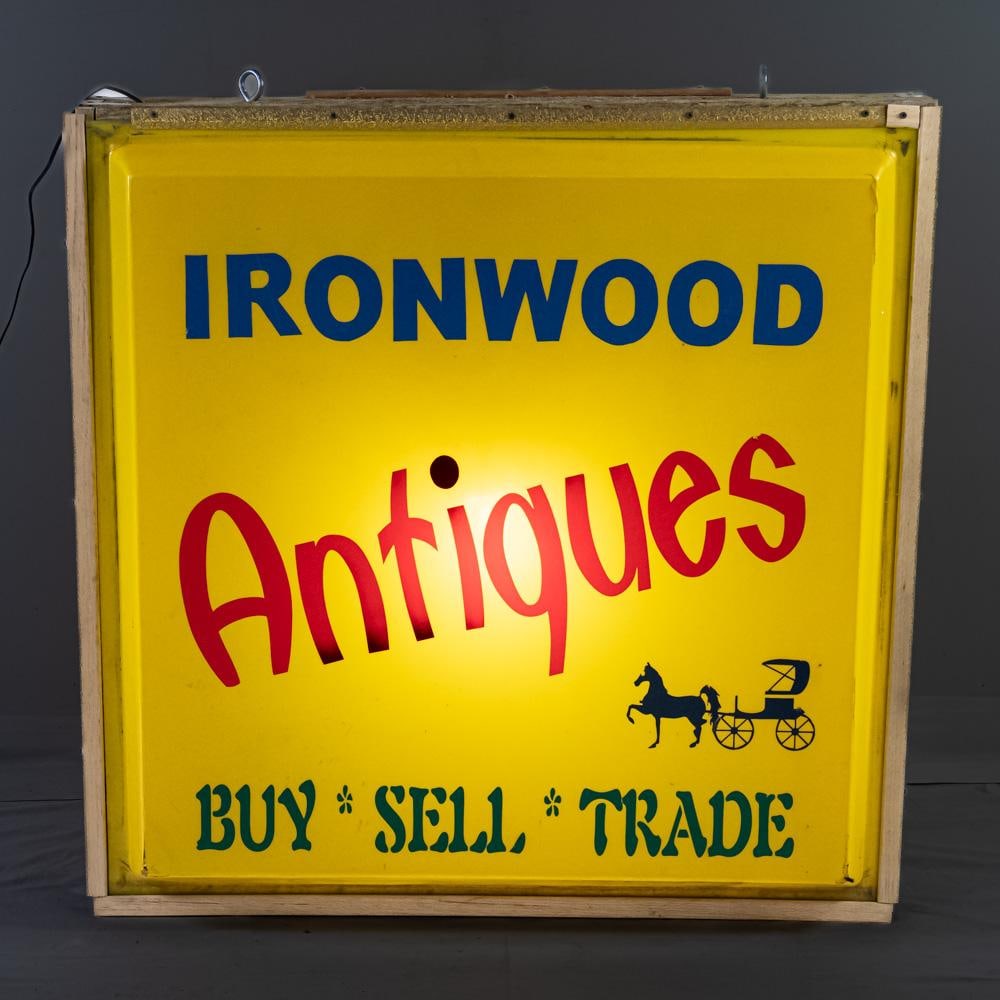 IRONWOOD
Antiques
BUY * SELL * TRADE